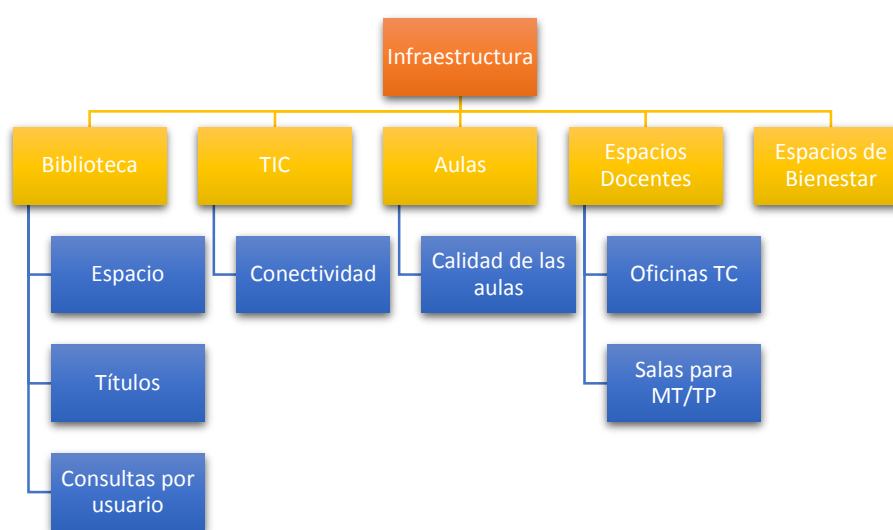 Infraestructura
Biblioteca
TIC
Aulas
Espacios
Docentes
Espacios de
Bienestar
Espacio
Conectividad
Calidad de las
aulas
Oficinas TC
Títulos
Salas para
MT/TP
Consultas por
usuario